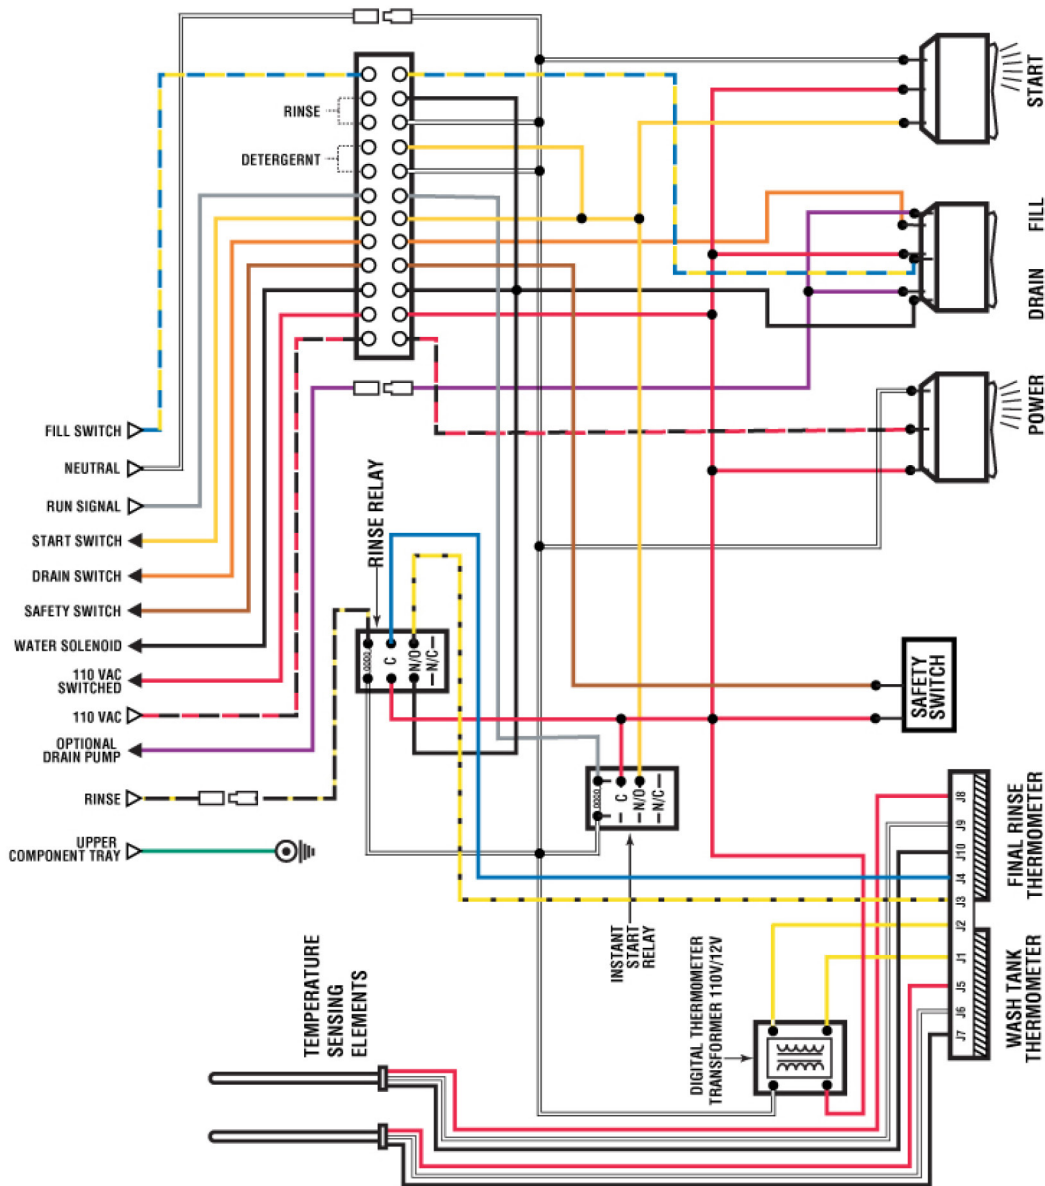 START
RINSE
DETERGERNT
FILL
DRAIN
POWER
FILL SWITCH
NEUTRAL
RUN SIGNAL
START SWITCH
DRAIN SWITCH
SAFETY SWITCH
WATER SOLENOID
110 VAC
SWITCHED
110 VAC
OPTIONAL
DRAIN PUMP
RINSE
UPPER
COMPONENT TRAY
RINSE RELAY
0000
C
N/O
N/C
SAFETY
SWITCH
0000
C
N/O
N/C
INSTANT
START
RELAY
FINAL RINSE
THERMOMETER
J8
J9
J10
J4
J3
J2
J1
J5
J6
J7
WASH TANK
THERMOMETER
TEMPERATURE
SENSING
ELEMENTS
DIGITAL THERMOMETER
TRANSFORMER 110V/12V